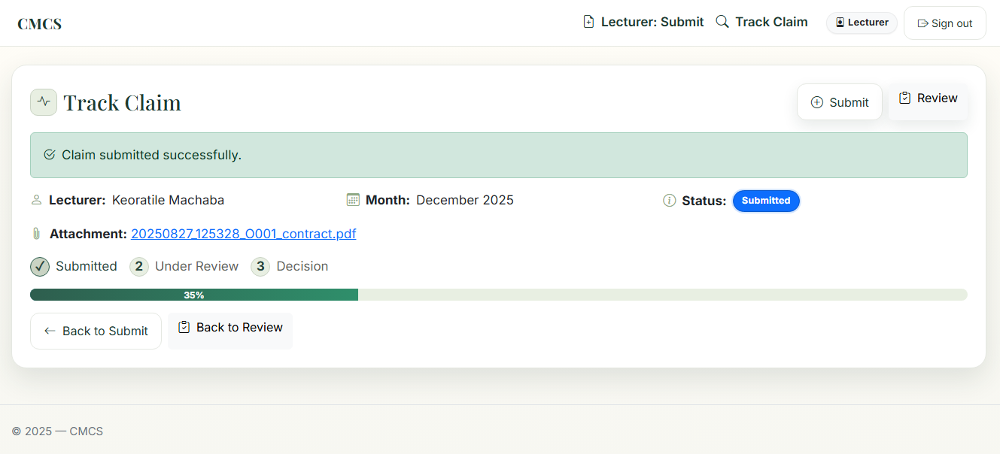 CMCS
Lecturer: Submit
Track Claim
Lecturer
Sign out
Track Claim
Submit
Review
Claim submitted successfully.
Lecturer: Keoratile Machaba
Month: December 2025
Status: Submitted
Attachment: 20250827_125328_O001_contract.pdf
Submitted
2 Under Review
3 Decision
35%
Back to Submit
Back to Review
© 2025 — CMCS